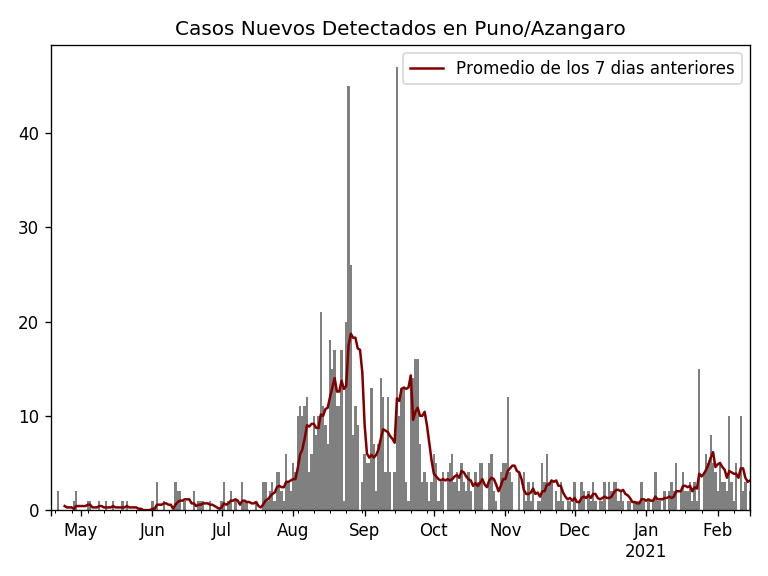 Casos Nuevos Detectados en Puno/Azangaro
Promedio de los 7 dias anteriores
40
30
20
10
0
May Jun Jul Aug Sep Oct Nov Dec Jan Feb
2021